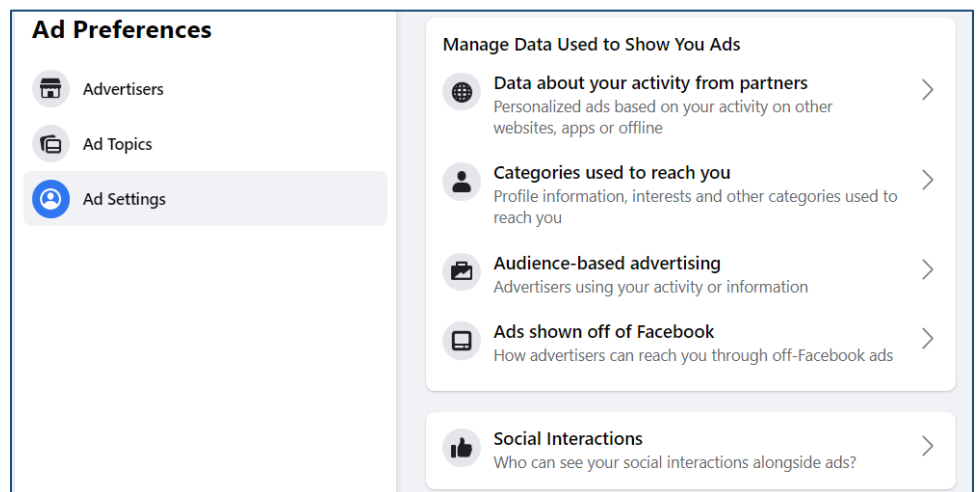 Ad Preferences
Advertisers
Ad Topics
Ad Settings
Manage Data Used to Show You Ads
Data about your activity from partners
Personalized ads based on your activity on other
websites, apps or offline
Categories used to reach you
Profile information, interests and other categories used to
reach you
Audience-based advertising
Advertisers using your activity or information
Ads shown off of Facebook
How advertisers can reach you through off-Facebook ads
Social Interactions
Who can see your social interactions alongside ads?